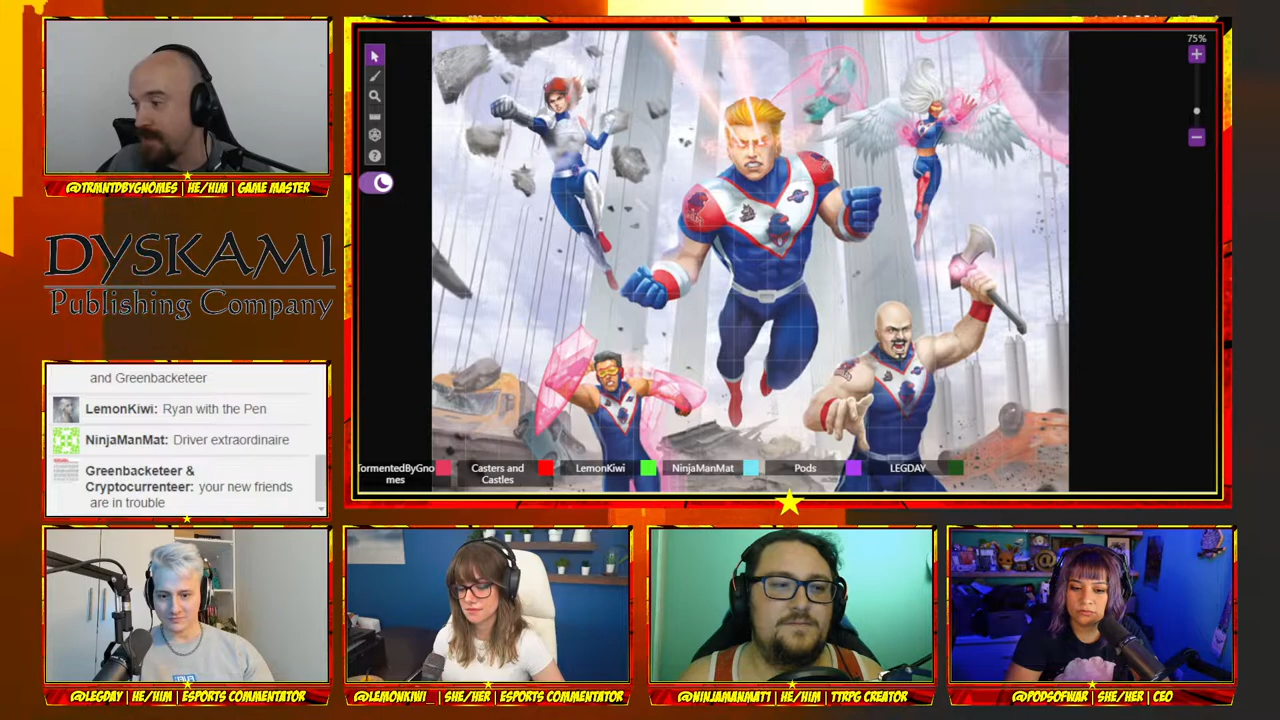 @TRMNTDBYGNOMES | HE/HIM | GAME MASTER
DYSKAMI
Publishing Company
and Greenbacketeer
LemonKiwi: Ryan with the Pen
NinjaManMat: Driver extraordinaire
Greenbacketeer &
Cryptocurrenteer: your new friends
are in trouble
75%
TormentedByGno
mes
Casters and
Castles
LemonKiwi
NinjaManMat
Pods
LEGDAY
@LEGDAY | HE/HIM | ESPORTS COMMENTATOR
@LEMONKIWI_ | SHE/HER | ESPORTS COMMENTATOR
@NINJAMANMAT1 | HE/HIM | TTRPG CREATOR
@PODSOFWAR | SHE/HER | CEO